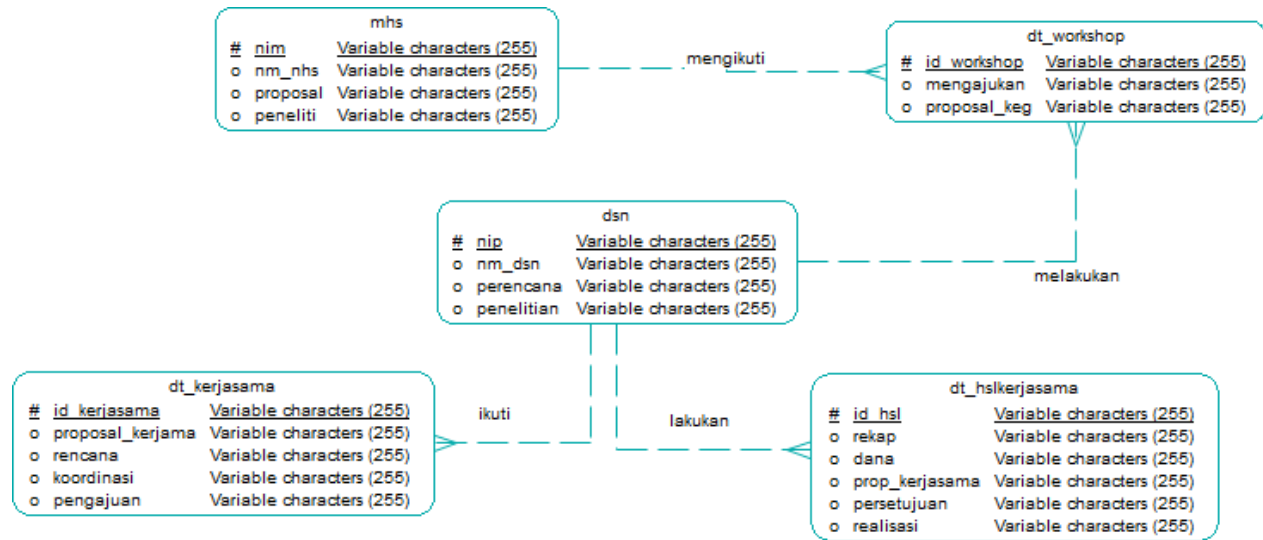 mhs
# nim Variable characters (255)
o nm_nhs Variable characters (255)
o proposal Variable characters (255)
o peneliti Variable characters (255)
mengikuti
dt_workshop
# id_workshop Variable characters (255)
o mengajukan Variable characters (255)
o proposal_keg Variable characters (255)
dsn
# nip Variable characters (255)
o nm_dsn Variable characters (255)
o perencana Variable characters (255)
o penelitian Variable characters (255)
melakukan
dt_kerjasama
# id_kerjasama Variable characters (255)
o proposal_kerjama Variable characters (255)
o rencana Variable characters (255)
o koordinasi Variable characters (255)
o pengajuan Variable characters (255)
ikuti
lakukan
dt_hslkerjasama
# id_hsl Variable characters (255)
o rekap Variable characters (255)
o dana Variable characters (255)
o prop_kerjasama Variable characters (255)
o persetujuan Variable characters (255)
o realisasi Variable characters (255)